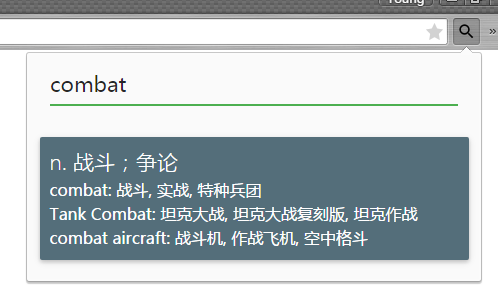 Young
»
combat
n. 战斗；争论
combat: 战斗, 实战, 特种兵团
Tank Combat: 坦克大战, 坦克大战复刻版, 坦克作战
combat aircraft: 战斗机, 作战飞机, 空中格斗